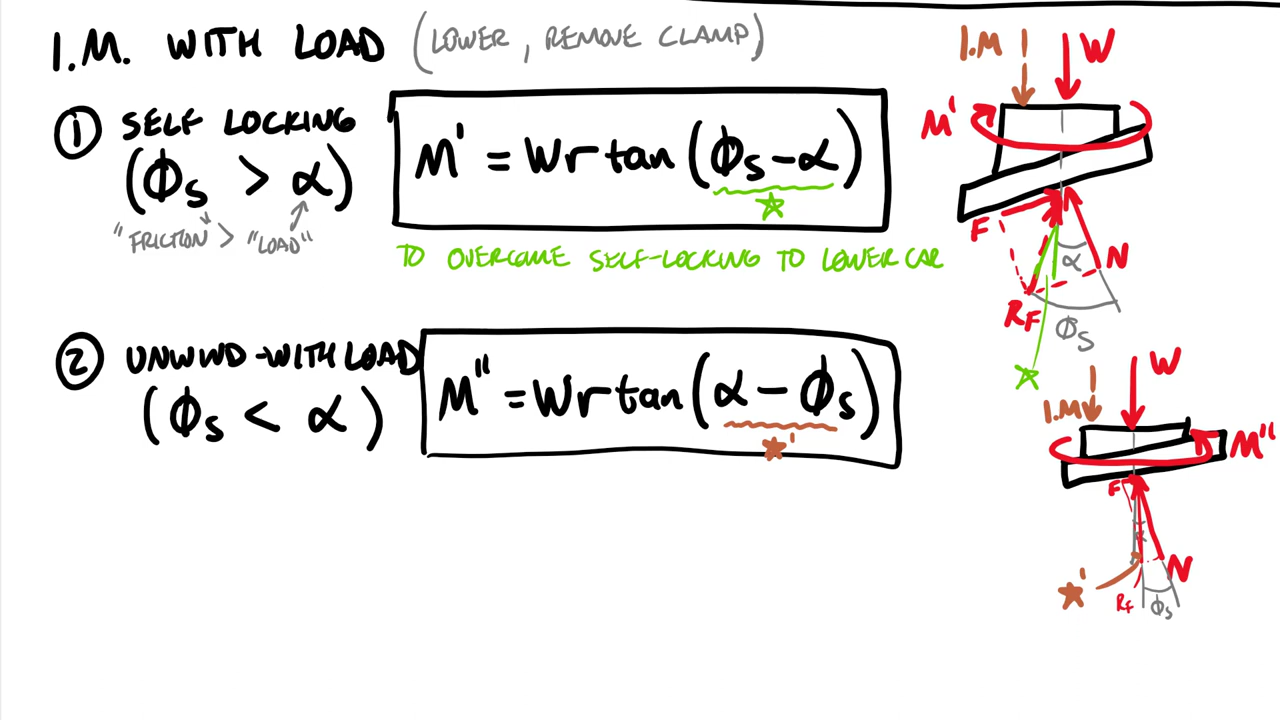 I.M. WITH LOAD (LOWER, REMOVE CLAMP)
① SELF LOCKING
(ϕs > α)
"FRICTION" > "LOAD"
M' = Wr tan (ϕs - α)
☆
TO OVERCOME SELF-LOCKING TO LOWER CAR
I.M
W
M'
F
α
N
RF
ϕs
☆
② UNWIND-WITH LOAD
(ϕs < α)
M" = Wr tan (α - ϕs)
★'
W
I.M
M"
F
α
N
★'
RF
ϕs